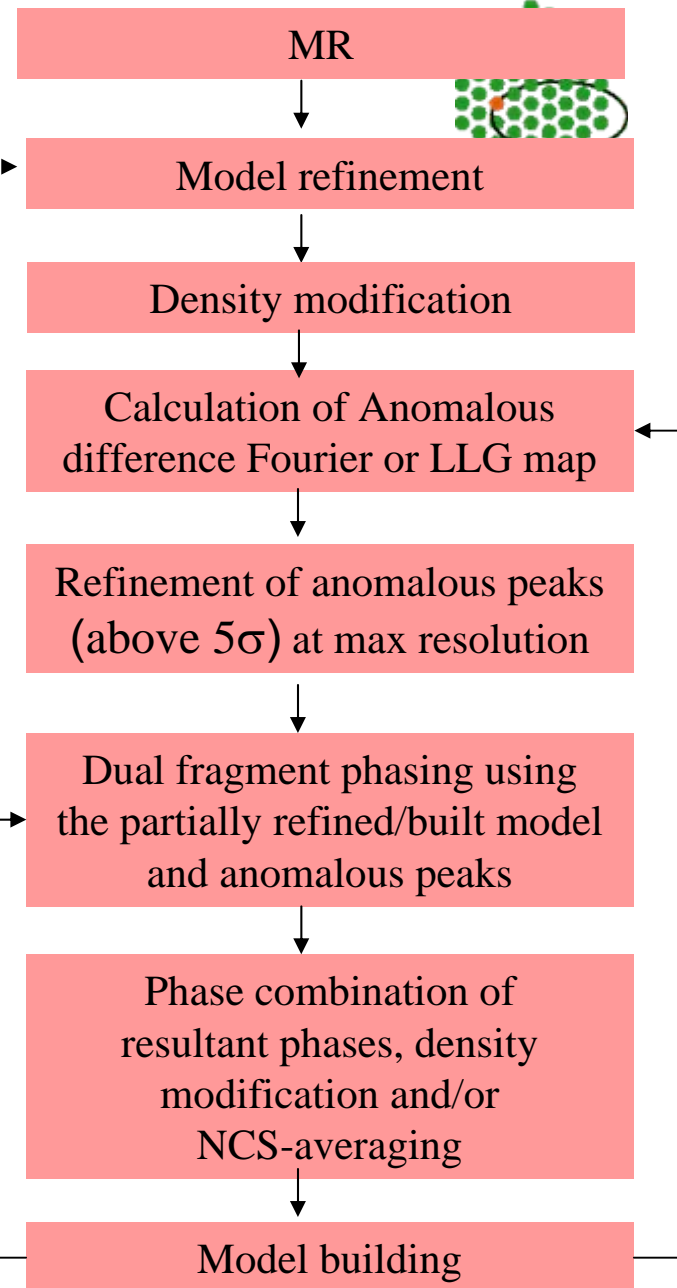 MR
Model refinement
Density modification
Calculation of Anomalous
difference Fourier or LLG map
Refinement of anomalous peaks
(above 5σ) at max resolution
Dual fragment phasing using
the partially refined/built model
and anomalous peaks
Phase combination of
resultant phases, density
modification and/or
NCS-averaging
Model building